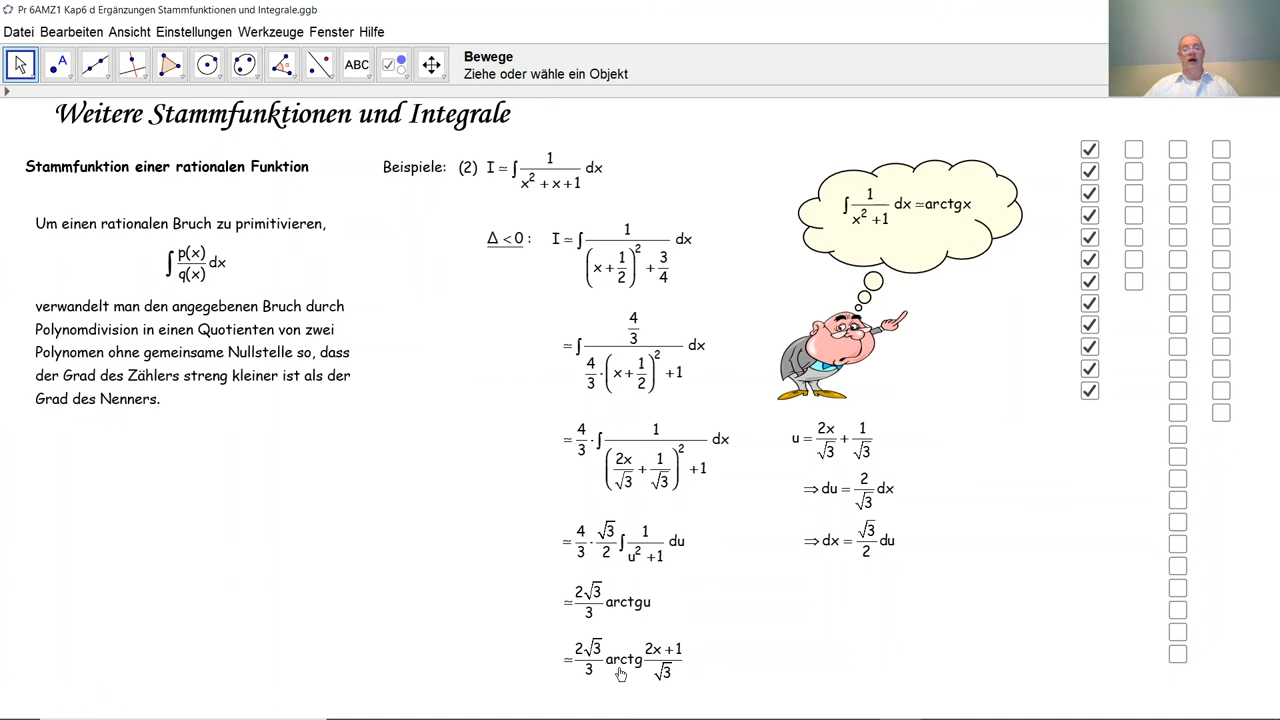 Pr 6AMZ1 Kap6 d Ergänzungen Stammfunktionen und Integrale.ggb
Datei Bearbeiten Ansicht Einstellungen Werkzeuge Fenster Hilfe
A
ABC
Bewege
Ziehe oder wähle ein Objekt
Weitere Stammfunktionen und Integrale
Stammfunktion einer rationalen Funktion
Um einen rationalen Bruch zu primitivieren,
∫ p(x)/q(x) dx
verwandelt man den angegebenen Bruch durch
Polynomdivision in einen Quotienten von zwei
Polynomen ohne gemeinsame Nullstelle so, dass
der Grad des Zählers streng kleiner ist als der
Grad des Nenners.
Beispiele: (2) I ≃ ∫ 1/(x² + x + 1) dx
Δ < 0 : I ≃ ∫ 1/((x + 1/2)² + 3/4) dx
≃ ∫ (4/3)/(4/3 · (x + 1/2)² + 1) dx
≃ 4/3 · ∫ 1/((2x/√3 + 1/√3)² + 1) dx
≃ 4/3 · √3/2 ∫ 1/(u² + 1) du
≃ 2√3/3 arctgu
≃ 2√3/3 arctg (2x + 1)/√3
∫ 1/(x² + 1) dx ≃ arctgx
u = 2x/√3 + 1/√3
⇒ du = 2/√3 dx
⇒ dx = √3/2 du